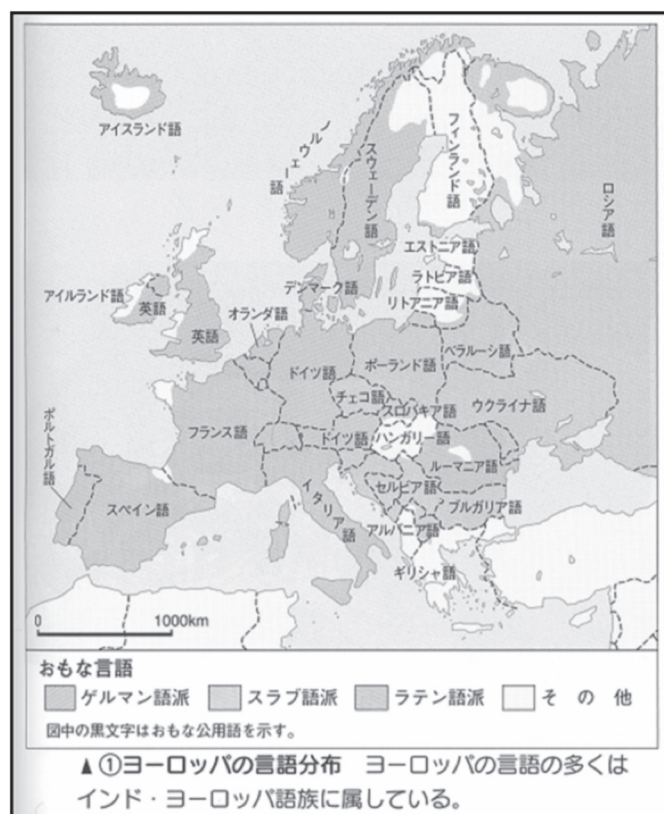 アイスランド語
ノルウェー語
スウェーデン語
フィンランド語
ロシア語
エストニア語
ラトビア語
リトアニア語
デンマーク語
アイルランド語
英語
英語
オランダ語
ドイツ語
ポーランド語
ベラルーシ語
チェコ語
スロバキア語
ウクライナ語
フランス語
ドイツ語
ハンガリー語
ルーマニア語
ポルトガル語
スペイン語
イタリア語
セルビア語
ブルガリア語
アルバニア語
ギリシャ語
0 1000km
おもな言語
ゲルマン語派 スラブ語派 ラテン語派 その他
図中の黒文字はおもな公用語を示す。
▲①ヨーロッパの言語分布 ヨーロッパの言語の多くは
インド・ヨーロッパ語族に属している。